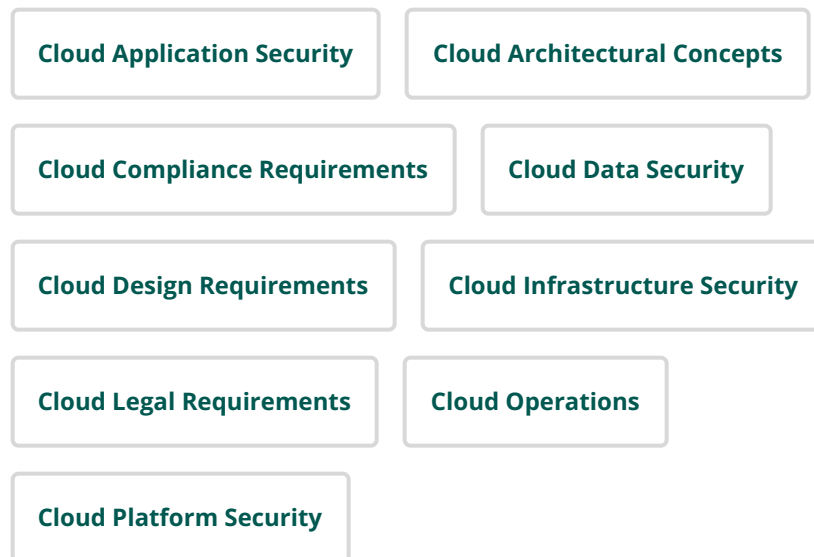 Cloud Application Security
Cloud Architectural Concepts
Cloud Compliance Requirements
Cloud Data Security
Cloud Design Requirements
Cloud Infrastructure Security
Cloud Legal Requirements
Cloud Operations
Cloud Platform Security